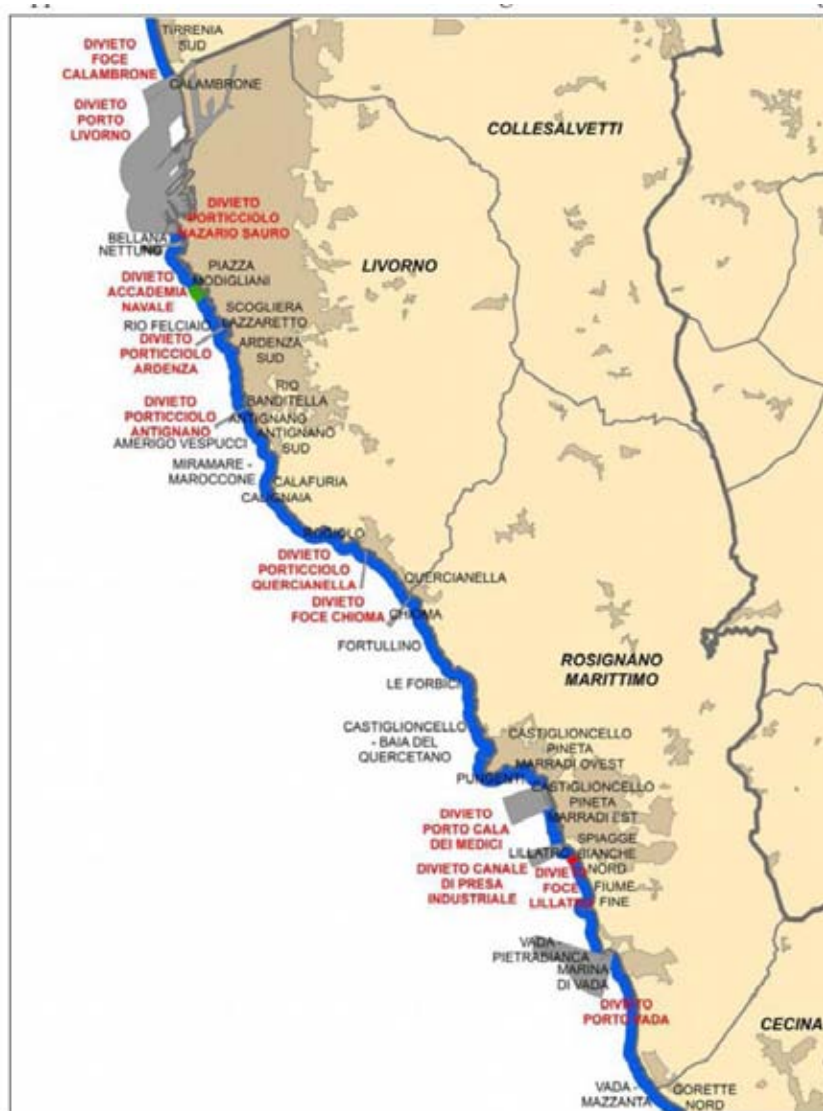 TIRRENIA
SUD
DIVIETO
FOCE
CALAMBRONE
CALAMBRONE
DIVIETO
PORTO
LIVORNO
COLLESALVETTI
DIVIETO
PORTICCIOLO
NAZARIO SAURO
BELLANA
NETTUNO
LIVORNO
PIAZZA
MODIGLIANI
DIVIETO
ACCADEMIA
NAVALE
SCOGLIERA
LAZZARETTO
RIO FELCIAIO
DIVIETO
PORTICCIOLO
ARDENZA
ARDENZA
SUD
RIO
BANDITELLA
DIVIETO
PORTICCIOLO
ANTIGNANO
ANTIGNANO
ANTIGNANO
SUD
AMERIGO VESPUCCI
MIRAMARE -
MAROCCONE
CALAFURIA
CALIGNAIA
ROGIOLO
DIVIETO
PORTICCIOLO
QUERCIANELLA
QUERCIANELLA
DIVIETO
FOCE CHIOMA
CHIOMA
FORTULLINO
ROSIGNANO
MARITTIMO
LE FORBICI
CASTIGLIONCELLO
- BAIA DEL
QUERCETANO
CASTIGLIONCELLO
PINETA
MARRADI OVEST
PUNGENTI
CASTIGLIONCELLO
PINETA
MARRADI EST
DIVIETO
PORTO CALA
DEI MEDICI
LILLATRO
SPIAGGE
BIANCHE
NORD
DIVIETO CANALE
DI PRESA
INDUSTRIALE
DIVIETO
FOCE
LILLATRO
FIUME
FINE
VADA -
PIETRABIANCA
MARINA
DI VADA
DIVIETO
PORTO VADA
CECINA
VADA -
MAZZANTA
GORETTE
NORD